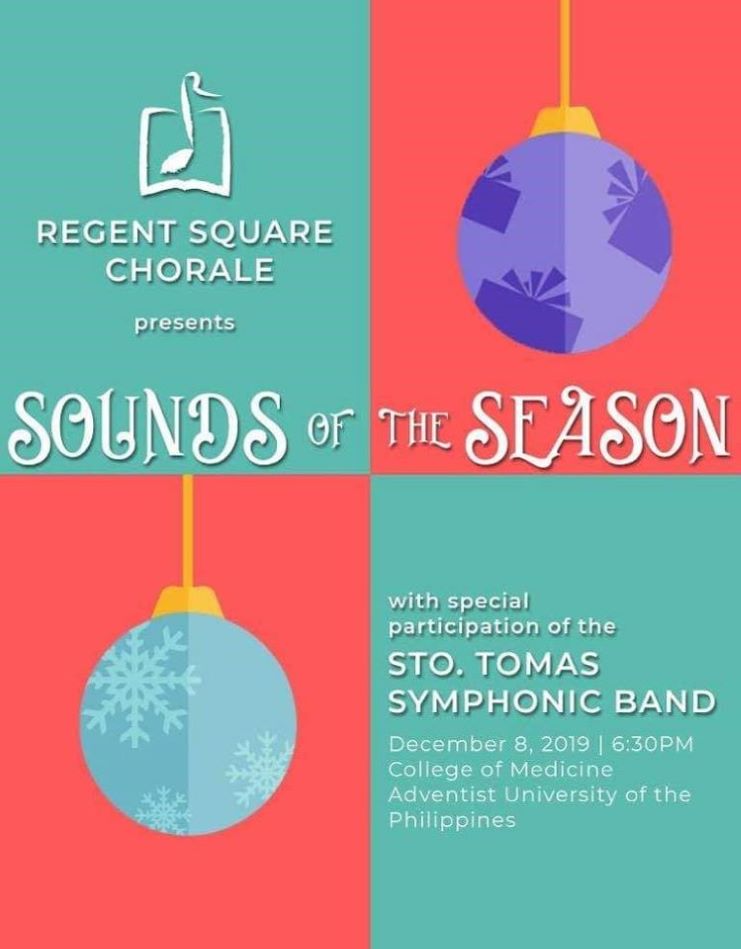 REGENT SQUARE
CHORALE
presents
SOUNDS OF THE SEASON
with special
participation of the
STO. TOMAS
SYMPHONIC BAND
December 8, 2019 | 6:30PM
College of Medicine
Adventist University of the
Philippines